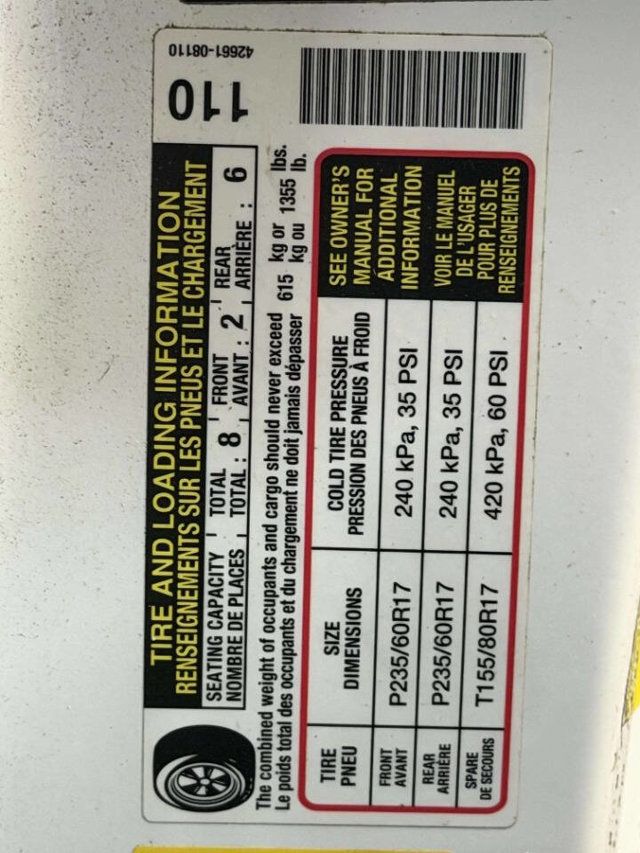 TIRE AND LOADING INFORMATION
RENSEIGNEMENTS SUR LES PNEUS ET LE CHARGEMENT
110
42661-08110
SEATING CAPACITY TOTAL FRONT REAR
NOMBRE DE PLACES TOTAL : 8 AVANT : 2 ARRIÈRE : 6
The combined weight of occupants and cargo should never exceed 615 kg or 1355 lbs.
Le poids total des occupants et du chargement ne doit jamais dépasser kg ou lb.
TIRE SIZE COLD TIRE PRESSURE
PNEU DIMENSIONS PRESSION DES PNEUS À FROID
FRONT
AVANT P235/60R17 240 kPa, 35 PSI
REAR
ARRIÈRE P235/60R17 240 kPa, 35 PSI
SPARE
DE SECOURS T155/80R17 420 kPa, 60 PSI
SEE OWNER'S
MANUAL FOR
ADDITIONAL
INFORMATION
VOIR LE MANUEL
DE L'USAGER
POUR PLUS DE
RENSEIGNEMENTS